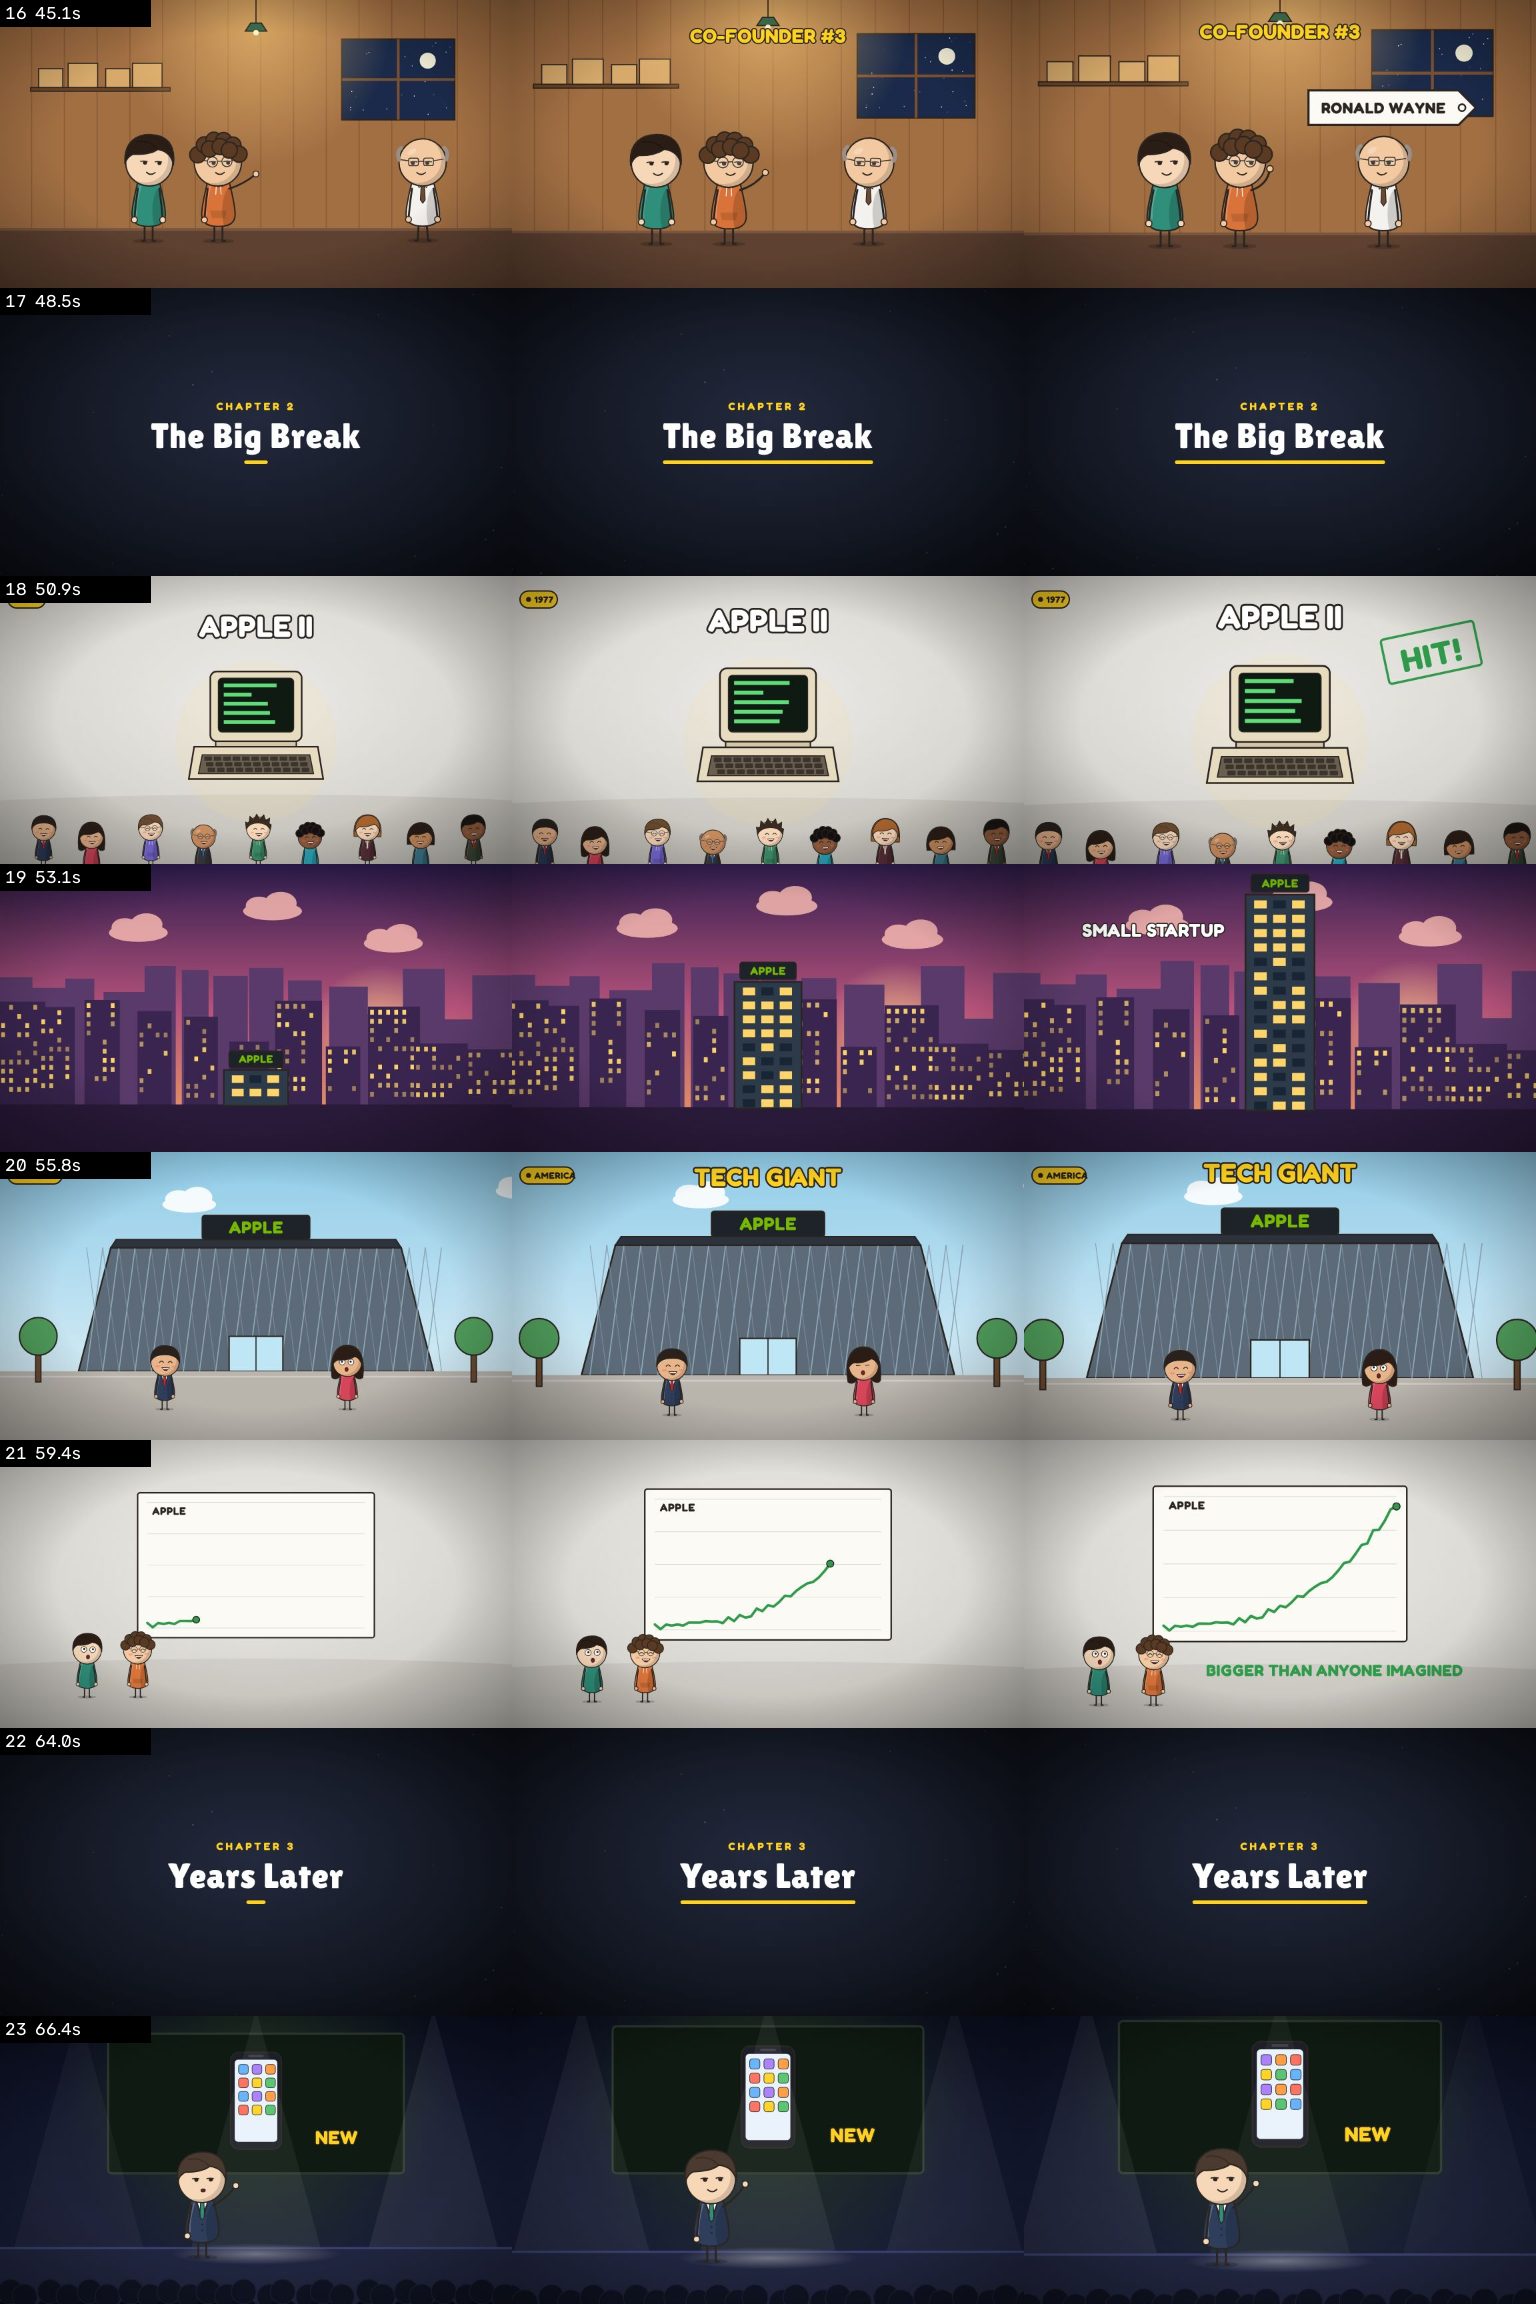 16 45.1s
CO-FOUNDER #3
CO-FOUNDER #3
RONALD WAYNE
17 48.5s
CHAPTER 2
The Big Break
CHAPTER 2
The Big Break
CHAPTER 2
The Big Break
18 50.9s
APPLE II
1977
APPLE II
1977
APPLE II
HIT!
19 53.1s
APPLE
APPLE
APPLE
SMALL STARTUP
20 55.8s
APPLE
AMERICA
TECH GIANT
APPLE
AMERICA
TECH GIANT
APPLE
21 59.4s
APPLE
APPLE
APPLE
BIGGER THAN ANYONE IMAGINED
22 64.0s
CHAPTER 3
Years Later
CHAPTER 3
Years Later
CHAPTER 3
Years Later
23 66.4s
NEW
NEW
NEW